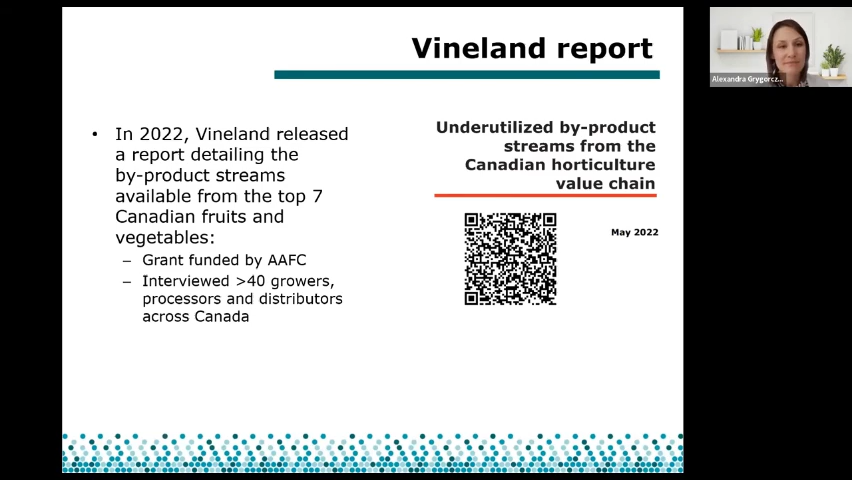 Vineland report
• In 2022, Vineland released
a report detailing the
by-product streams
available from the top 7
Canadian fruits and
vegetables:
– Grant funded by AAFC
– Interviewed >40 growers,
processors and distributors
across Canada
Underutilized by-product
streams from the
Canadian horticulture
value chain
May 2022
Alexandra Grygorcz...